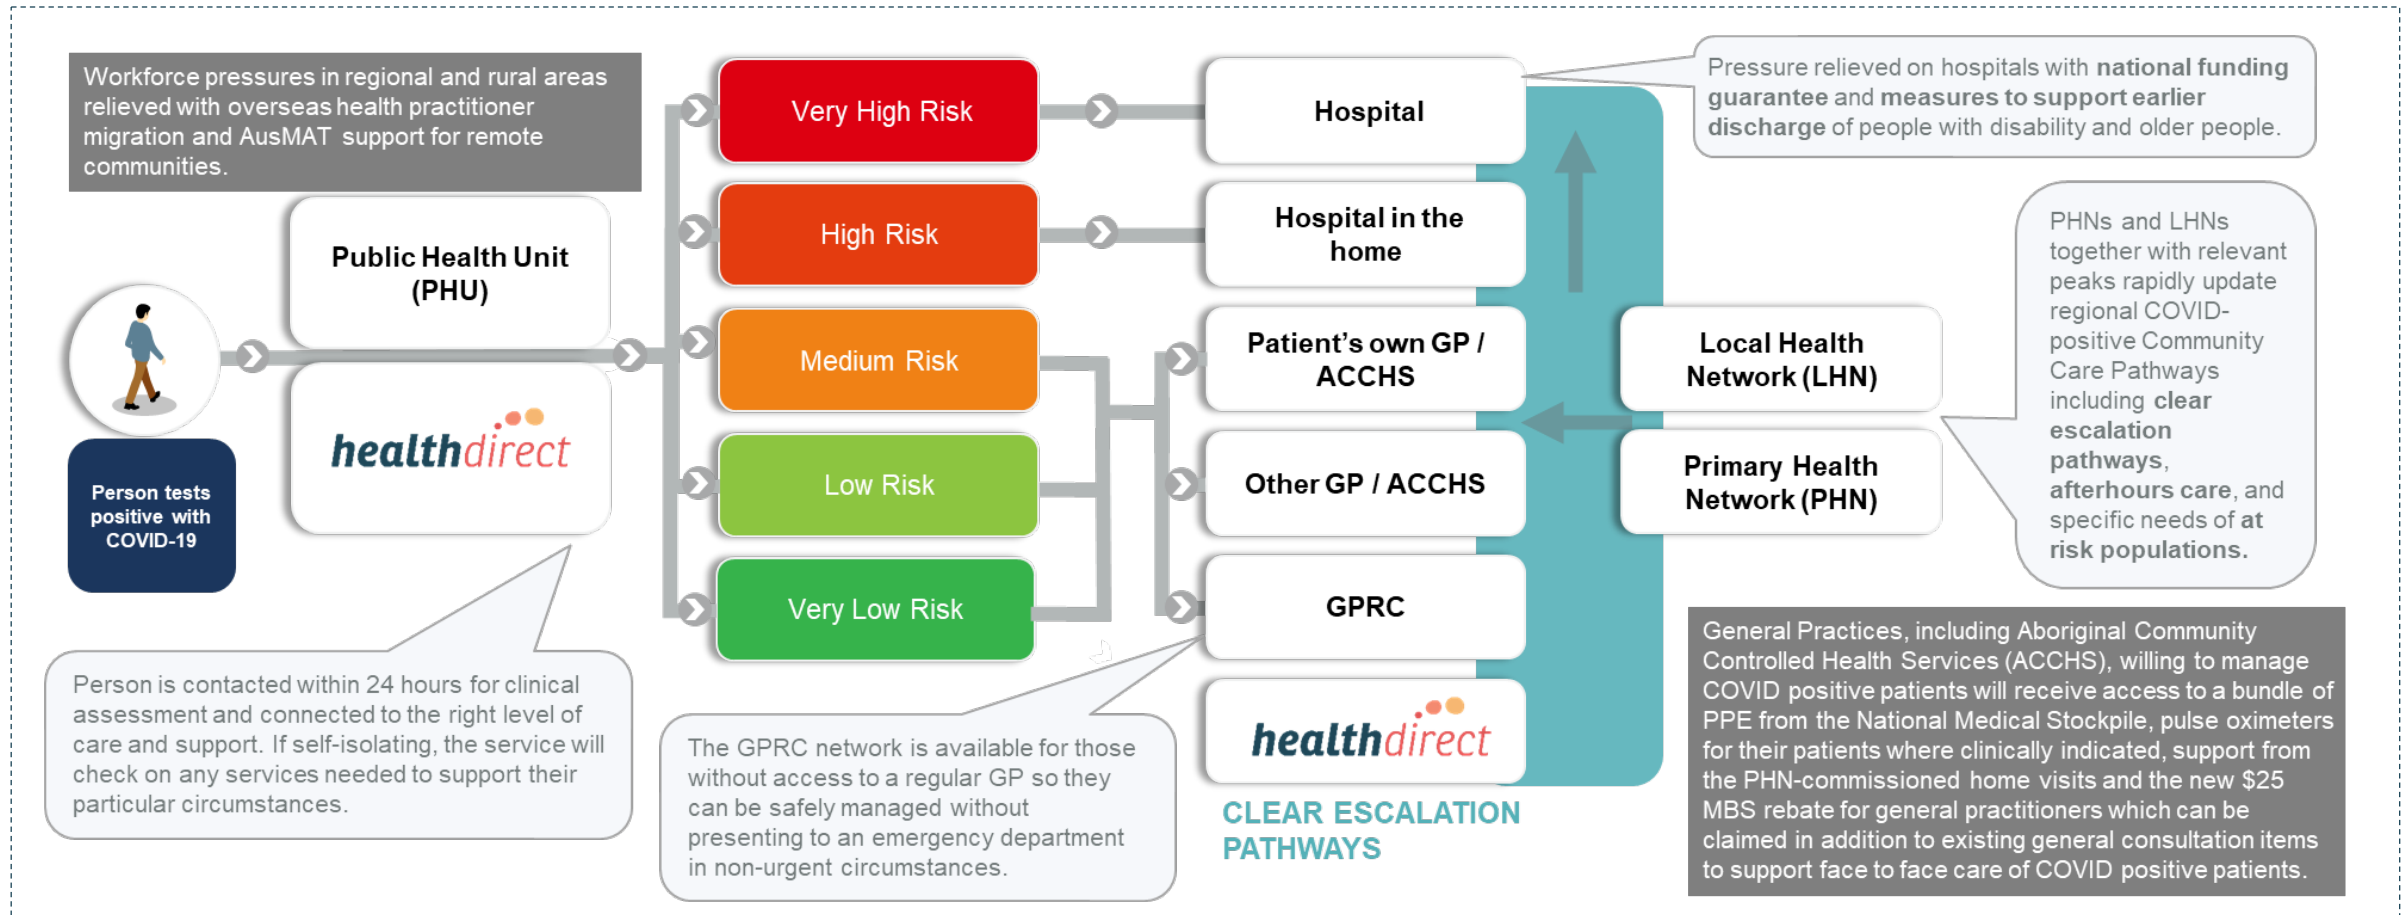 Workforce pressures in regional and rural areas
relieved with overseas health practitioner
migration and AusMAT support for remote
communities.
Public Health Unit
(PHU)
healthdirect
Person tests
positive with
COVID-19
Person is contacted within 24 hours for clinical
assessment and connected to the right level of
care and support. If self-isolating, the service will
check on any services needed to support their
particular circumstances.
Very High Risk
High Risk
Medium Risk
Low Risk
Very Low Risk
The GPRC network is available for those
without access to a regular GP so they
can be safely managed without
presenting to an emergency department
in non-urgent circumstances.
Hospital
Hospital in the
home
Patient’s own GP /
ACCHS
Other GP / ACCHS
GPRC
healthdirect
CLEAR ESCALATION
PATHWAYS
Local Health
Network (LHN)
Primary Health
Network (PHN)
Pressure relieved on hospitals with national funding
guarantee and measures to support earlier
discharge of people with disability and older people.
PHNs and LHNs
together with relevant
peaks rapidly update
regional COVID-
positive Community
Care Pathways
including clear
escalation
pathways,
afterhours care, and
specific needs of at
risk populations.
General Practices, including Aboriginal Community
Controlled Health Services (ACCHS), willing to manage
COVID positive patients will receive access to a bundle of
PPE from the National Medical Stockpile, pulse oximeters
for their patients where clinically indicated, support from
the PHN-commissioned home visits and the new $25
MBS rebate for general practitioners which can be
claimed in addition to existing general consultation items
to support face to face care of COVID positive patients.